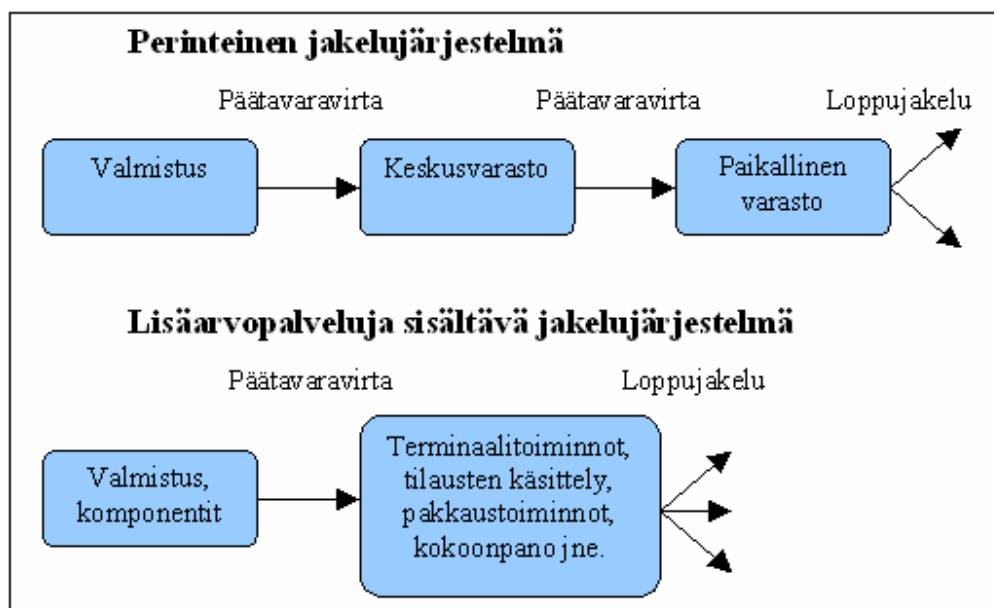 Perinteinen jakelujärjestelmä
Päätavaravirta Päätavaravirta Loppujakelu
Valmistus
Keskusvarasto
Paikallinen
varasto
Lisäarvopalveluja sisältävä jakelujärjestelmä
Päätavaravirta Loppujakelu
Valmistus,
komponentit
Terminaalitoiminnot,
tilausten käsittely,
pakkaustoiminnot,
kokoonpano jne.